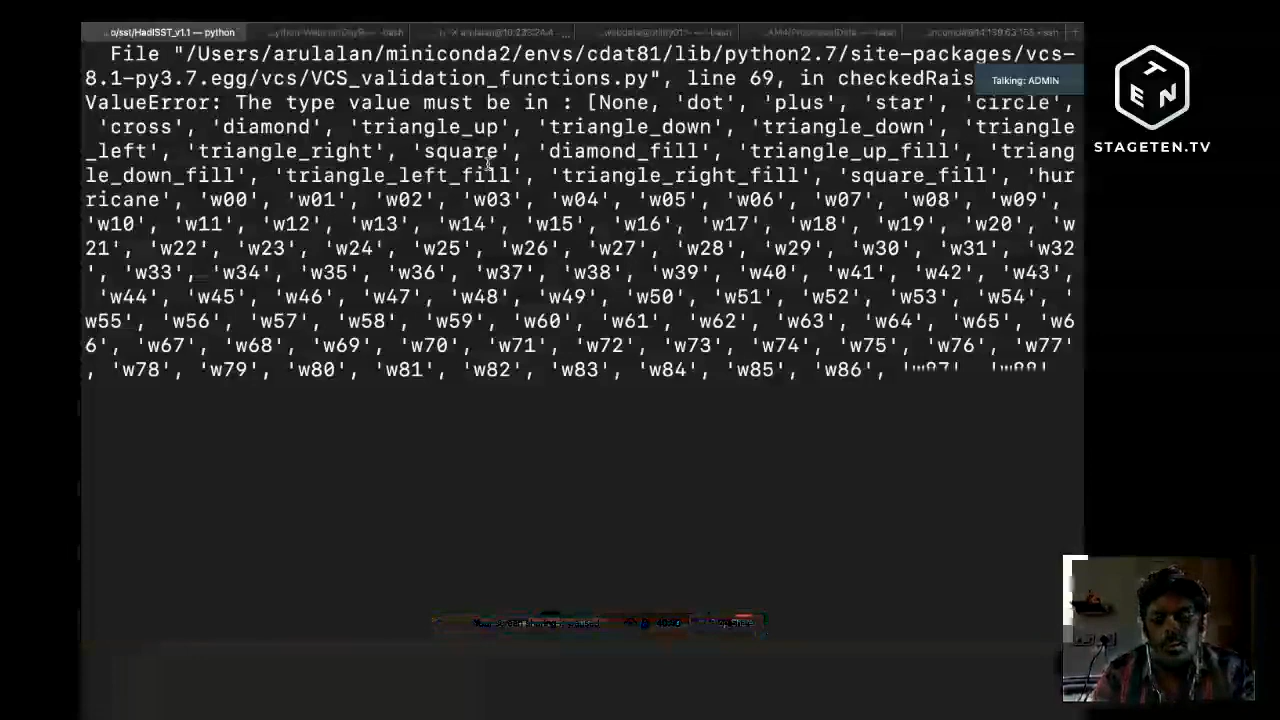 o/sst/HadISST_v1.1 — python
File "/Users/arulalan/miniconda2/envs/cdat81/lib/python2.7/site-packages/vcs-
8.1-py3.7.egg/vcs/VCS_validation_functions.py", line 69, in checkedRais
Talking: ADMIN
ValueError: The type value must be in : [None, 'dot', 'plus', 'star', 'circle',
'cross', 'diamond', 'triangle_up', 'triangle_down', 'triangle_down', 'triangle
_left', 'triangle_right', 'square', 'diamond_fill', 'triangle_up_fill', 'triang
le_down_fill', 'triangle_left_fill', 'triangle_right_fill', 'square_fill', 'hur
ricane', 'w00', 'w01', 'w02', 'w03', 'w04', 'w05', 'w06', 'w07', 'w08', 'w09',
'w10', 'w11', 'w12', 'w13', 'w14', 'w15', 'w16', 'w17', 'w18', 'w19', 'w20', 'w
21', 'w22', 'w23', 'w24', 'w25', 'w26', 'w27', 'w28', 'w29', 'w30', 'w31', 'w32
', 'w33', 'w34', 'w35', 'w36', 'w37', 'w38', 'w39', 'w40', 'w41', 'w42', 'w43',
'w44', 'w45', 'w46', 'w47', 'w48', 'w49', 'w50', 'w51', 'w52', 'w53', 'w54', '
w55', 'w56', 'w57', 'w58', 'w59', 'w60', 'w61', 'w62', 'w63', 'w64', 'w65', 'w6
6', 'w67', 'w68', 'w69', 'w70', 'w71', 'w72', 'w73', 'w74', 'w75', 'w76', 'w77'
, 'w78', 'w79', 'w80', 'w81', 'w82', 'w83', 'w84', 'w85', 'w86',
TEN
STAGETEN.TV